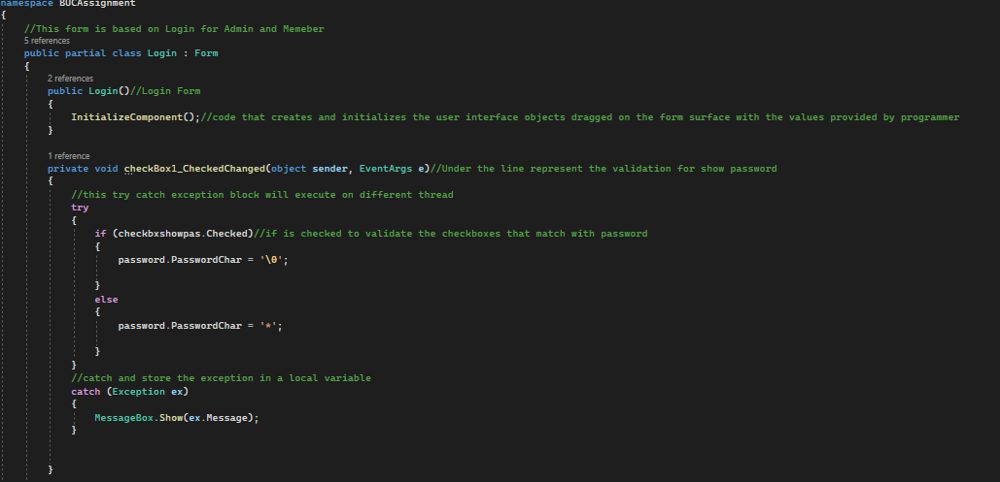 namespace BUCAssignment
{
//This form is based on Login for Admin and Memeber
5 references
public partial class Login : Form
{
2 references
public Login()//Login Form
{
InitializeComponent();//code that creates and initializes the user interface objects dragged on the form surface with the values provided by programmer
}
1 reference
private void checkBox1_CheckedChanged(object sender, EventArgs e)//Under the line represent the validation for show password
{
//this try catch exception block will execute on different thread
try
{
if (checkbxshowpas.Checked)//if is checked to validate the checkboxes that match with password
{
password.PasswordChar = '\0';
}
else
{
password.PasswordChar = '*';
}
}
//catch and store the exception in a local variable
catch (Exception ex)
{
MessageBox.Show(ex.Message);
}
}